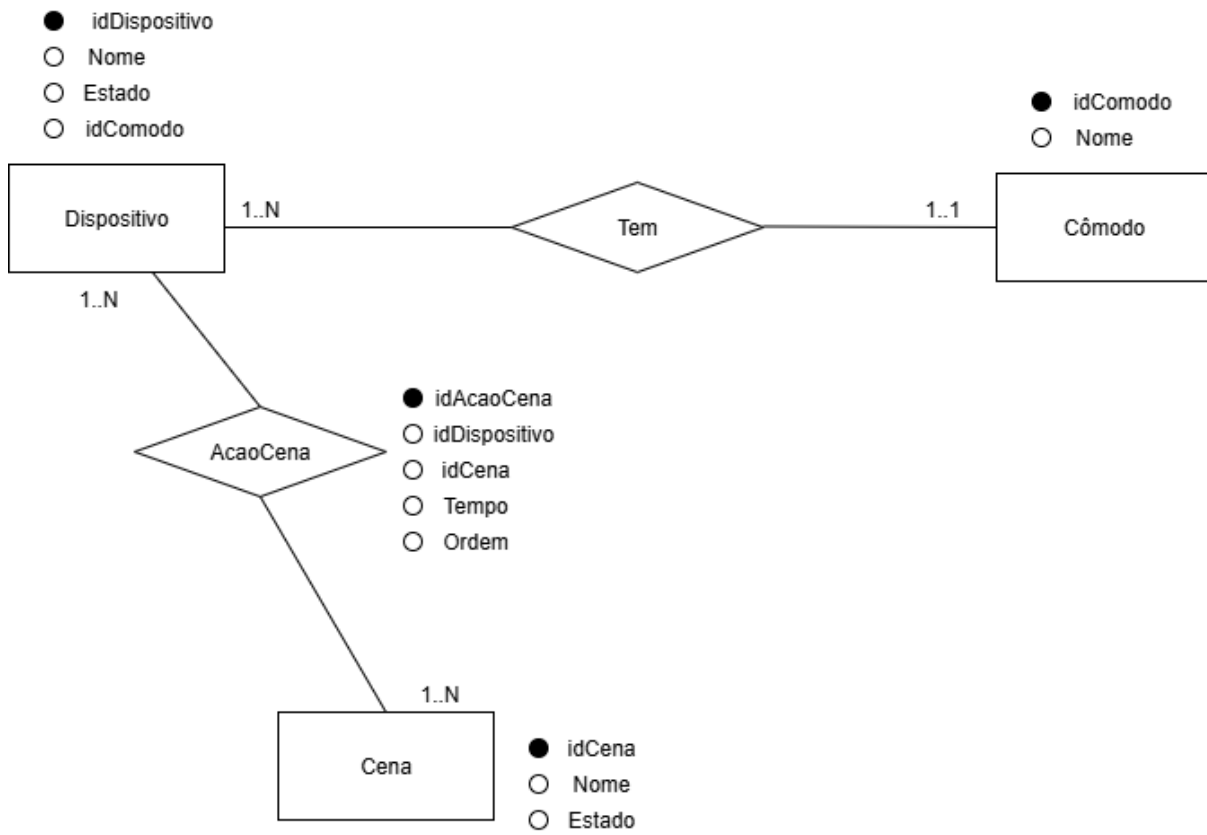 idDispositivo
Nome
Estado
idComodo
idComodo
Nome
Dispositivo
1..N
Tem
1..1
Cômodo
1..N
AcaoCena
idAcaoCena
idDispositivo
idCena
Tempo
Ordem
1..N
Cena
idCena
Nome
Estado